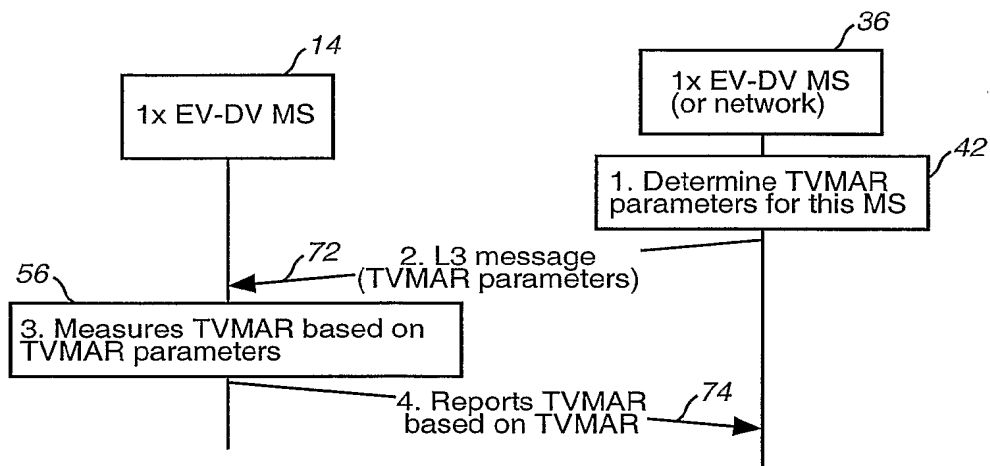 14
1x EV-DV MS
36
1x EV-DV MS
(or network)
42
1. Determine TVMAR
parameters for this MS
72
2. L3 message
(TVMAR parameters)
56
3. Measures TVMAR based on
TVMAR parameters
4. Reports TVMAR
based on TVMAR
74